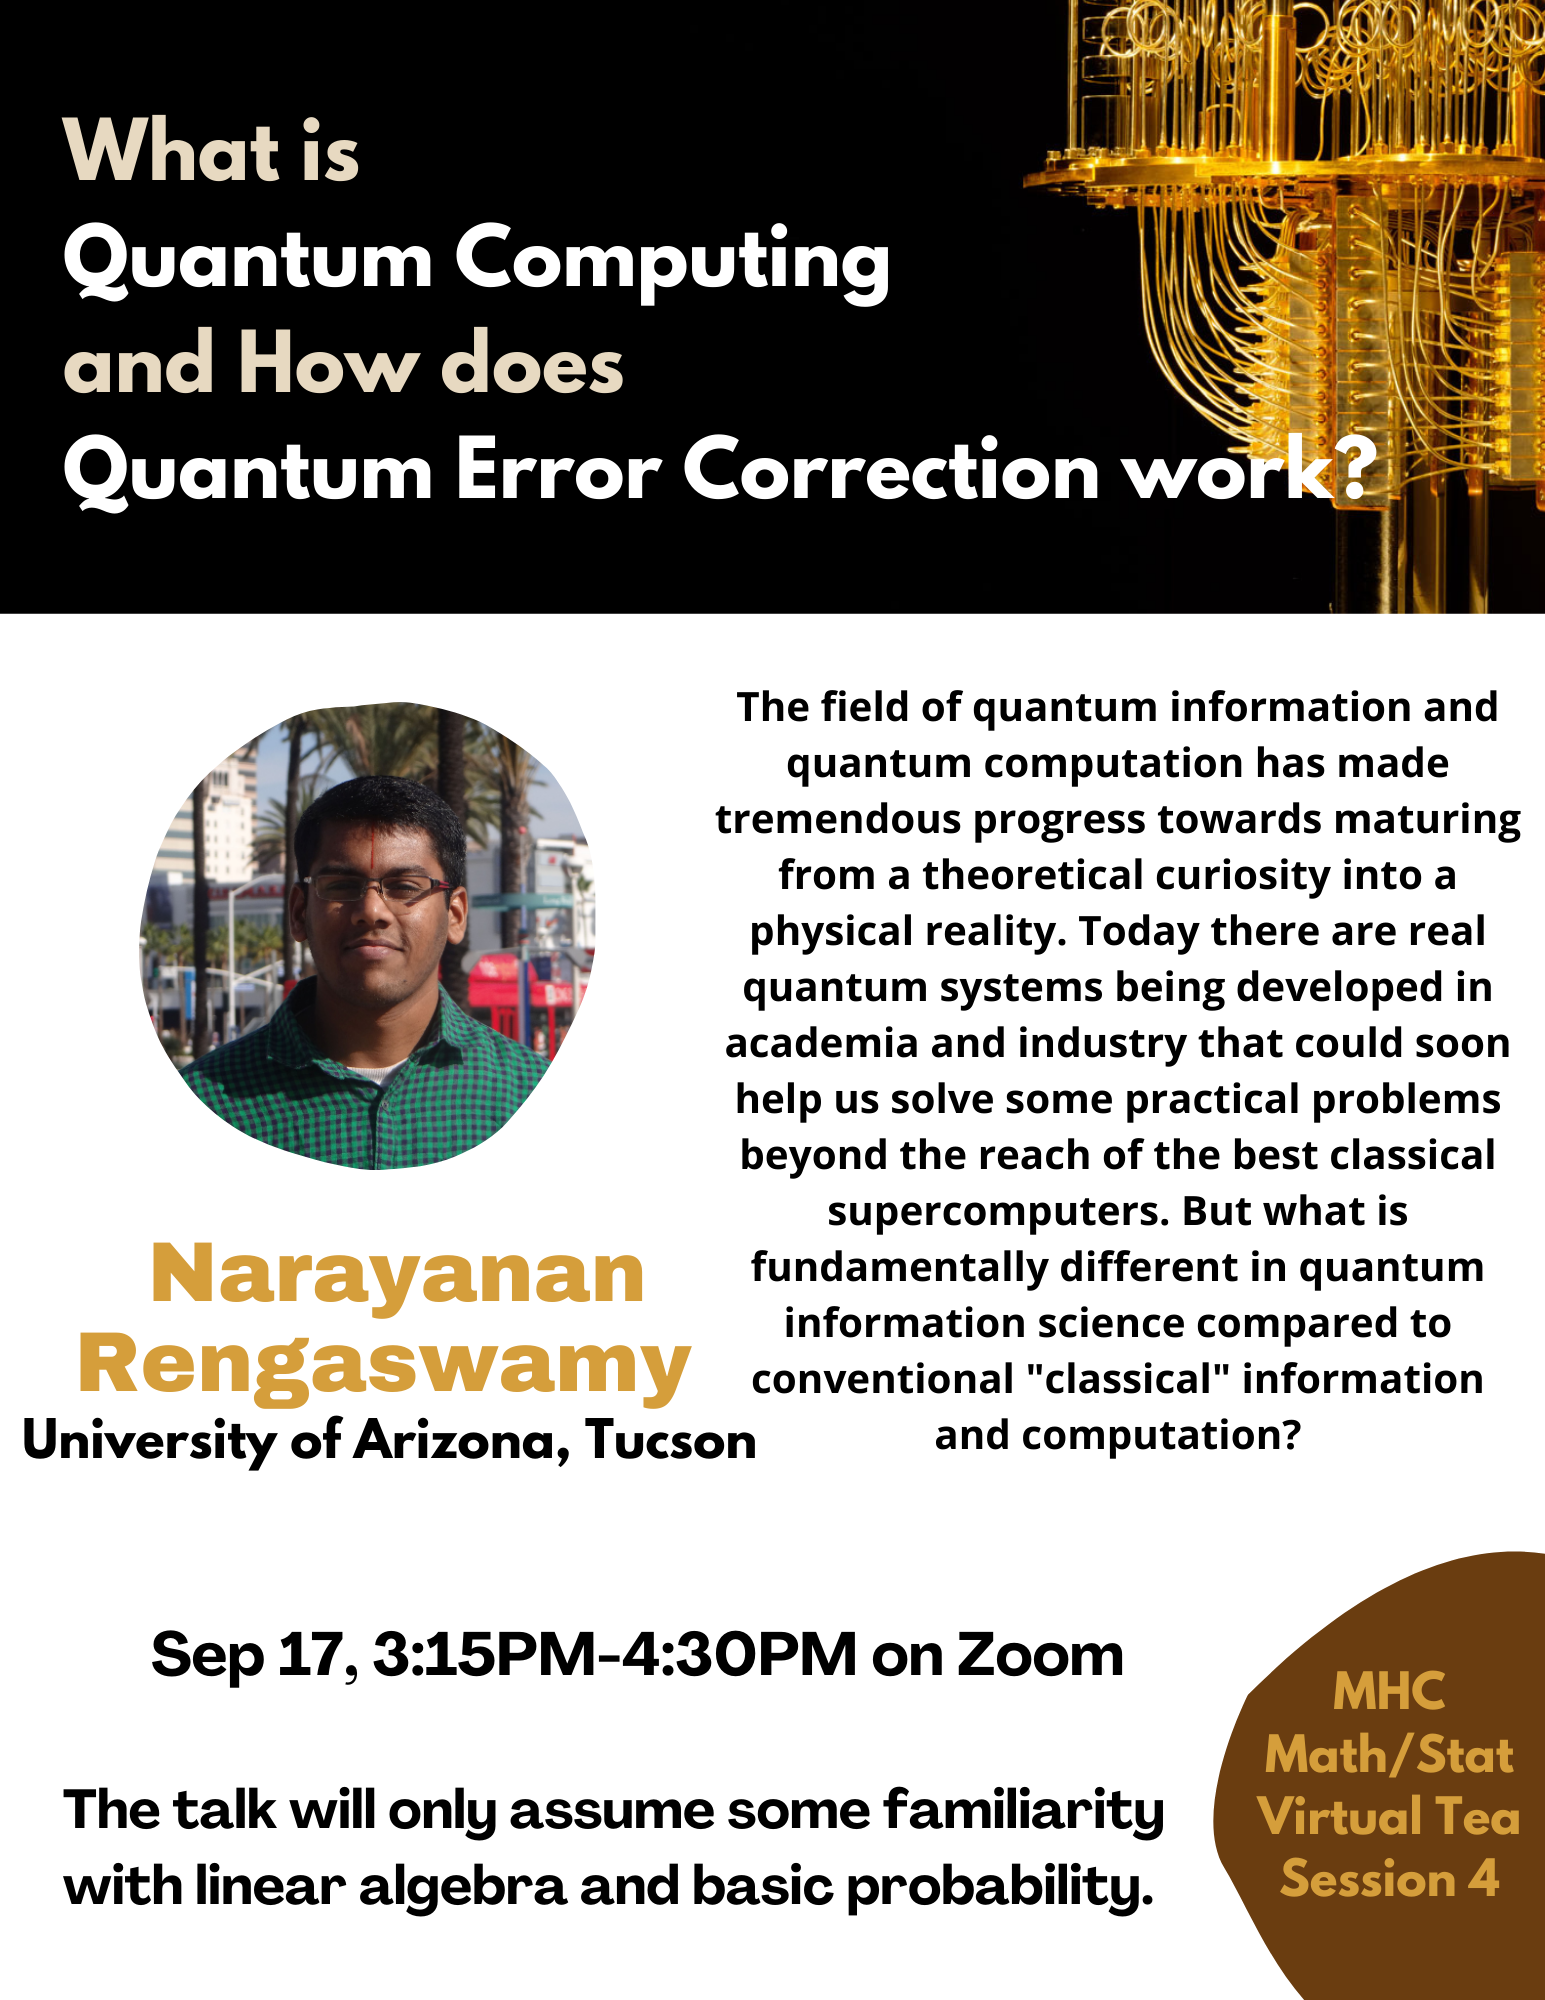 What is
Quantum Computing
and How does
Quantum Error Correction work?
The field of quantum information and
quantum computation has made
tremendous progress towards maturing
from a theoretical curiosity into a
physical reality. Today there are real
quantum systems being developed in
academia and industry that could soon
help us solve some practical problems
beyond the reach of the best classical
supercomputers. But what is
fundamentally different in quantum
information science compared to
conventional "classical" information
and computation?
Narayanan
Rengaswamy
University of Arizona, Tucson
Sep 17, 3:15PM-4:30PM on Zoom
The talk will only assume some familiarity
with linear algebra and basic probability.
MHC
Math/Stat
Virtual Tea
Session 4